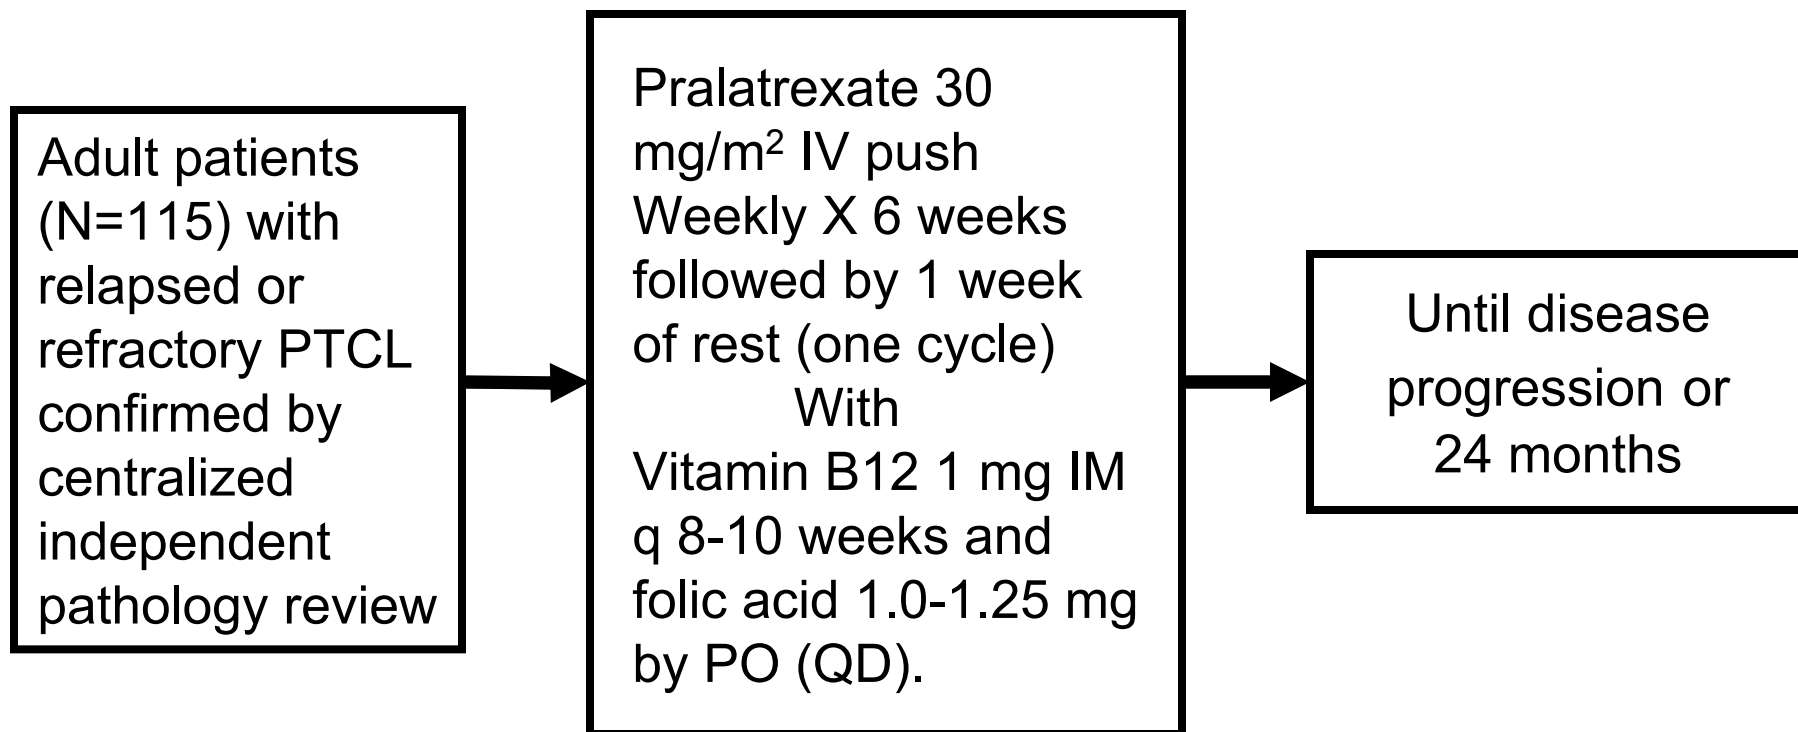 Adult patients
(N=115) with
relapsed or
refractory PTCL
confirmed by
centralized
independent
pathology review
Pralatrexate 30
mg/m² IV push
Weekly X 6 weeks
followed by 1 week
of rest (one cycle)
With
Vitamin B12 1 mg IM
q 8-10 weeks and
folic acid 1.0-1.25 mg
by PO (QD).
Until disease
progression or
24 months